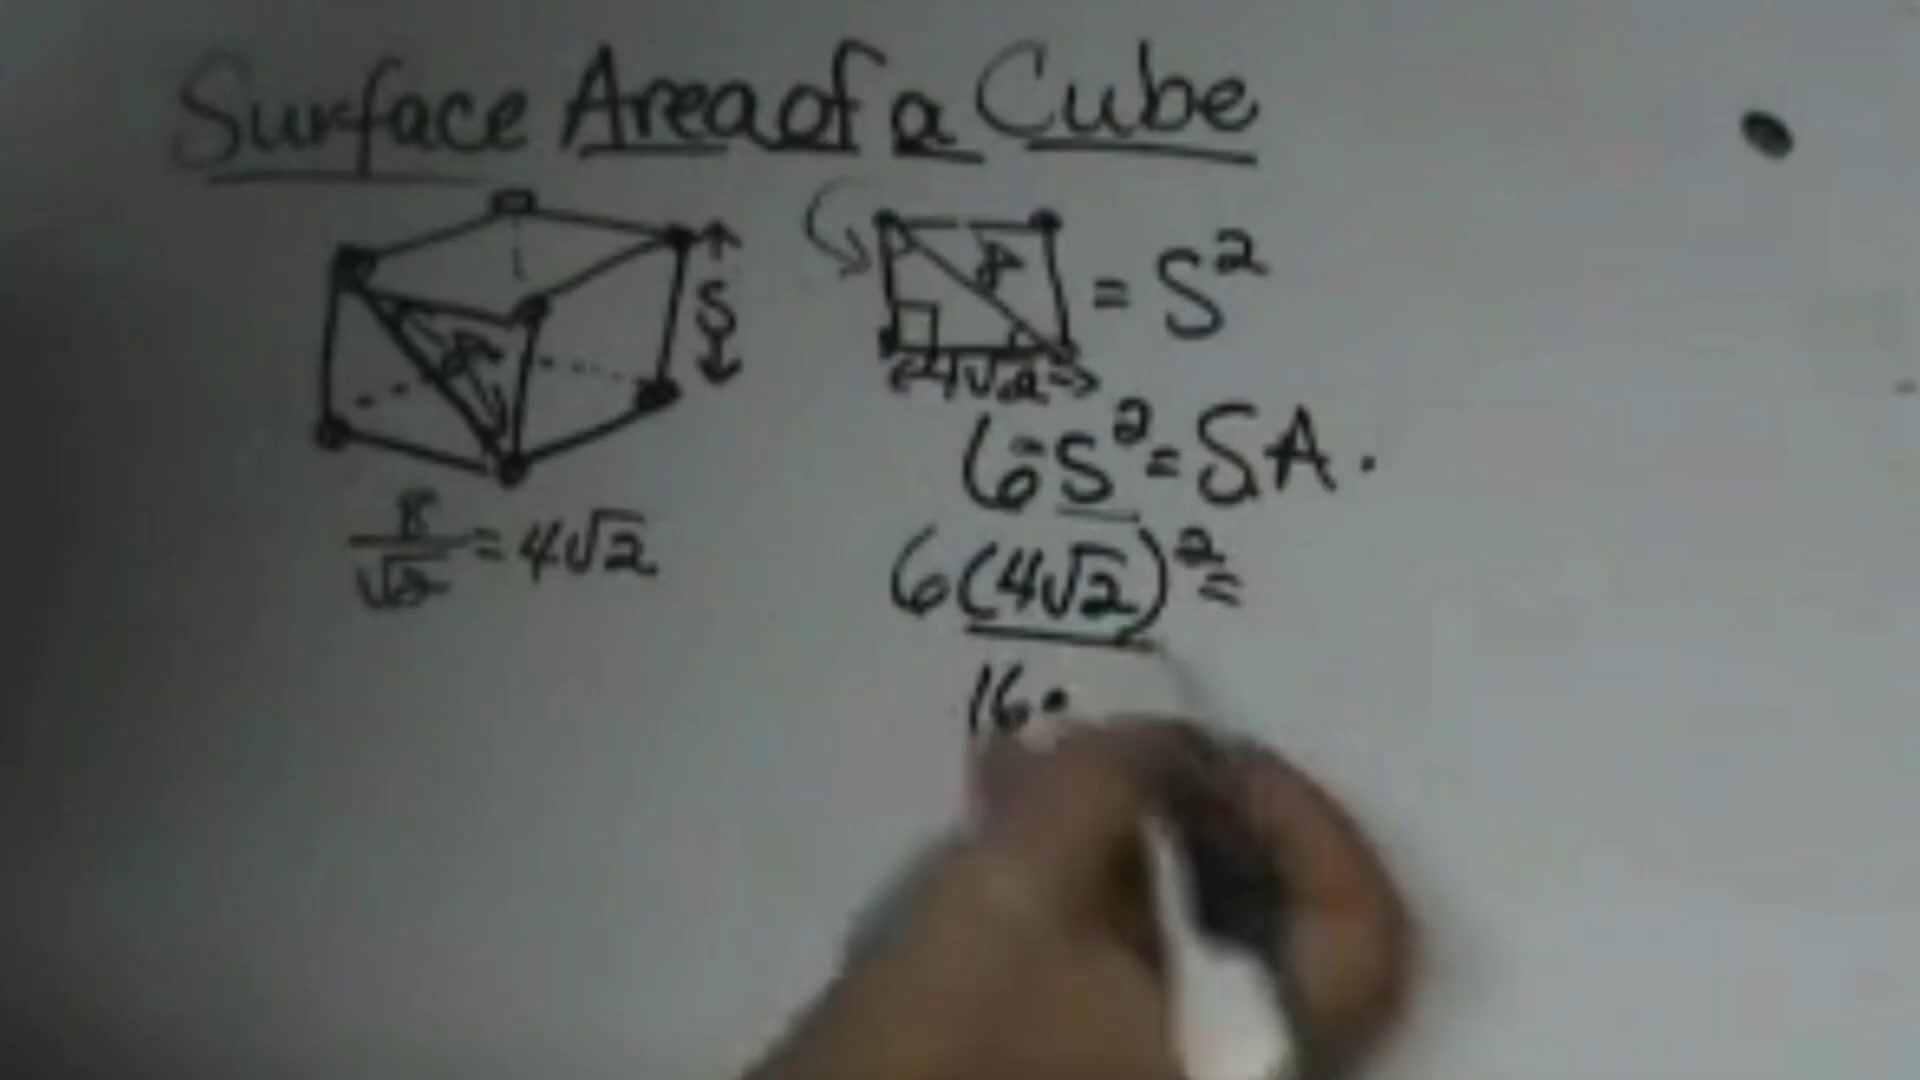 Surface Area of a Cube
S
= S²
4√2
6·S² = SA.
8/√2 = 4√2
6(4√2)² =
16·